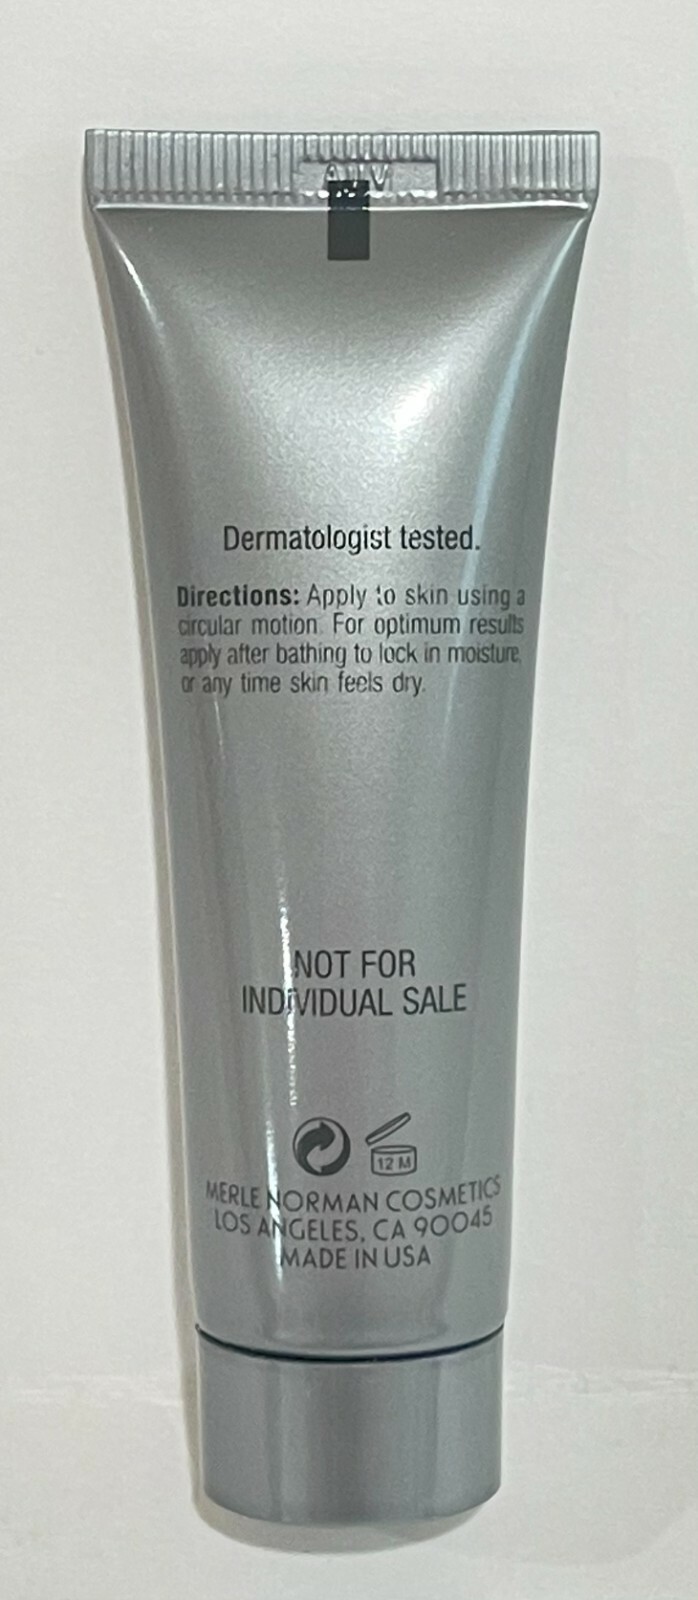 Dermatologist tested.
Directions: Apply to skin using a
circular motion. For optimum results
apply after bathing to lock in moisture,
or any time skin feels dry.
NOT FOR
INDIVIDUAL SALE
12 M
MERLE NORMAN COSMETICS
LOS ANGELES, CA 90045
MADE IN USA